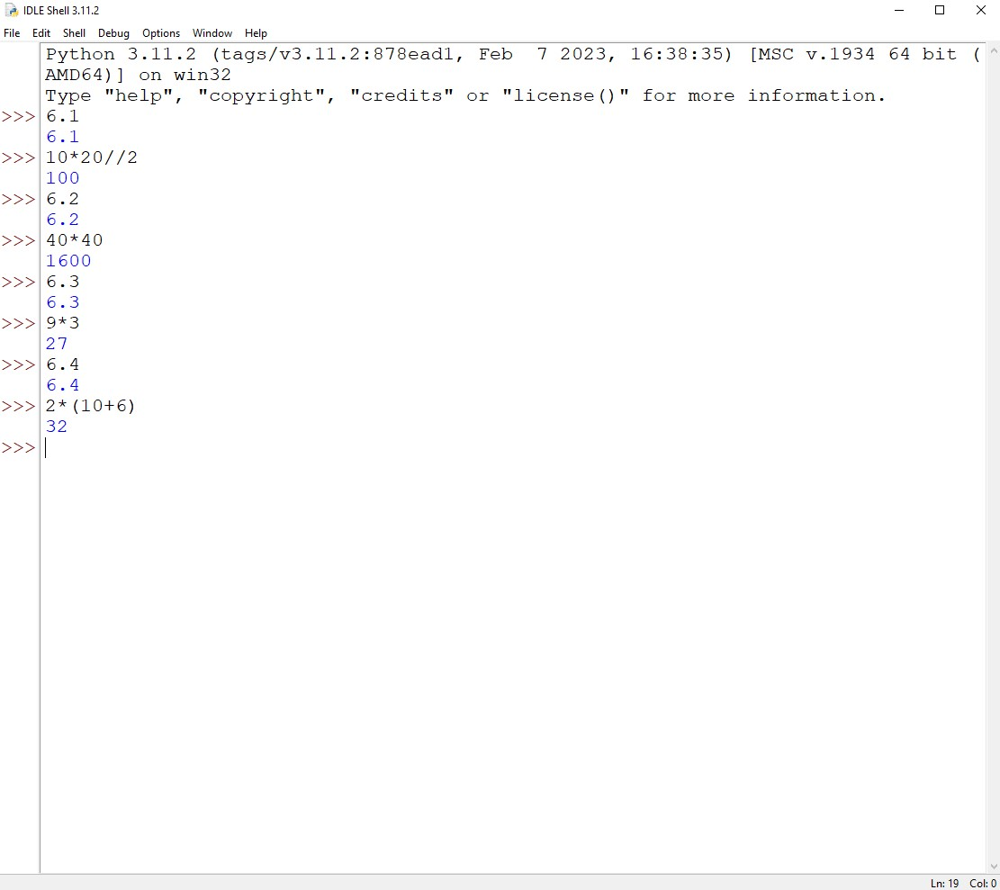 IDLE Shell 3.11.2
File Edit Shell Debug Options Window Help
Python 3.11.2 (tags/v3.11.2:878ead1, Feb  7 2023, 16:38:35) [MSC v.1934 64 bit (
AMD64)] on win32
Type "help", "copyright", "credits" or "license()" for more information.
>>> 6.1
6.1
>>> 10*20//2
100
>>> 6.2
6.2
>>> 40*40
1600
>>> 6.3
6.3
>>> 9*3
27
>>> 6.4
6.4
>>> 2*(10+6)
32
>>>
Ln: 19 Col: 0